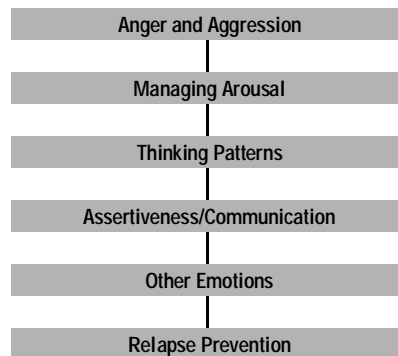 Anger and Aggression
Managing Arousal
Thinking Patterns
Assertiveness/Communication
Other Emotions
Relapse Prevention